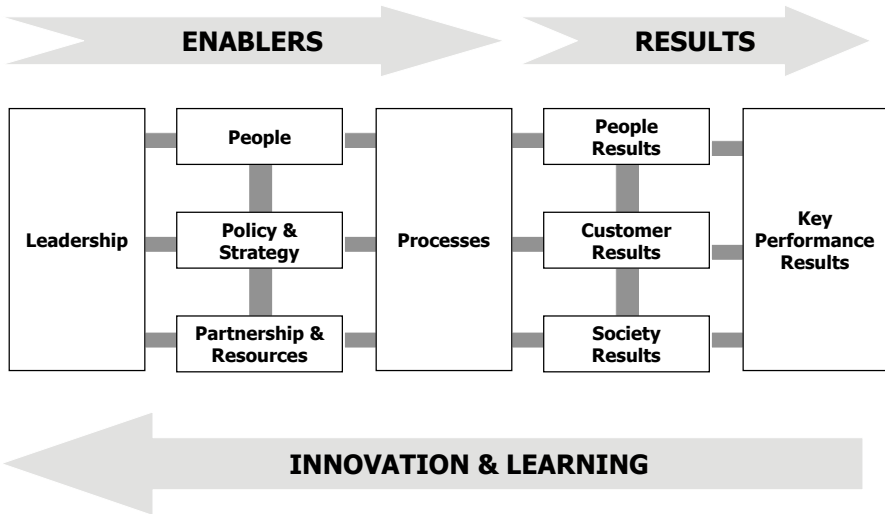 ENABLERS
RESULTS
Leadership
People
Policy &
Strategy
Partnership &
Resources
Processes
People
Results
Customer
Results
Society
Results
Key
Performance
Results
INNOVATION & LEARNING